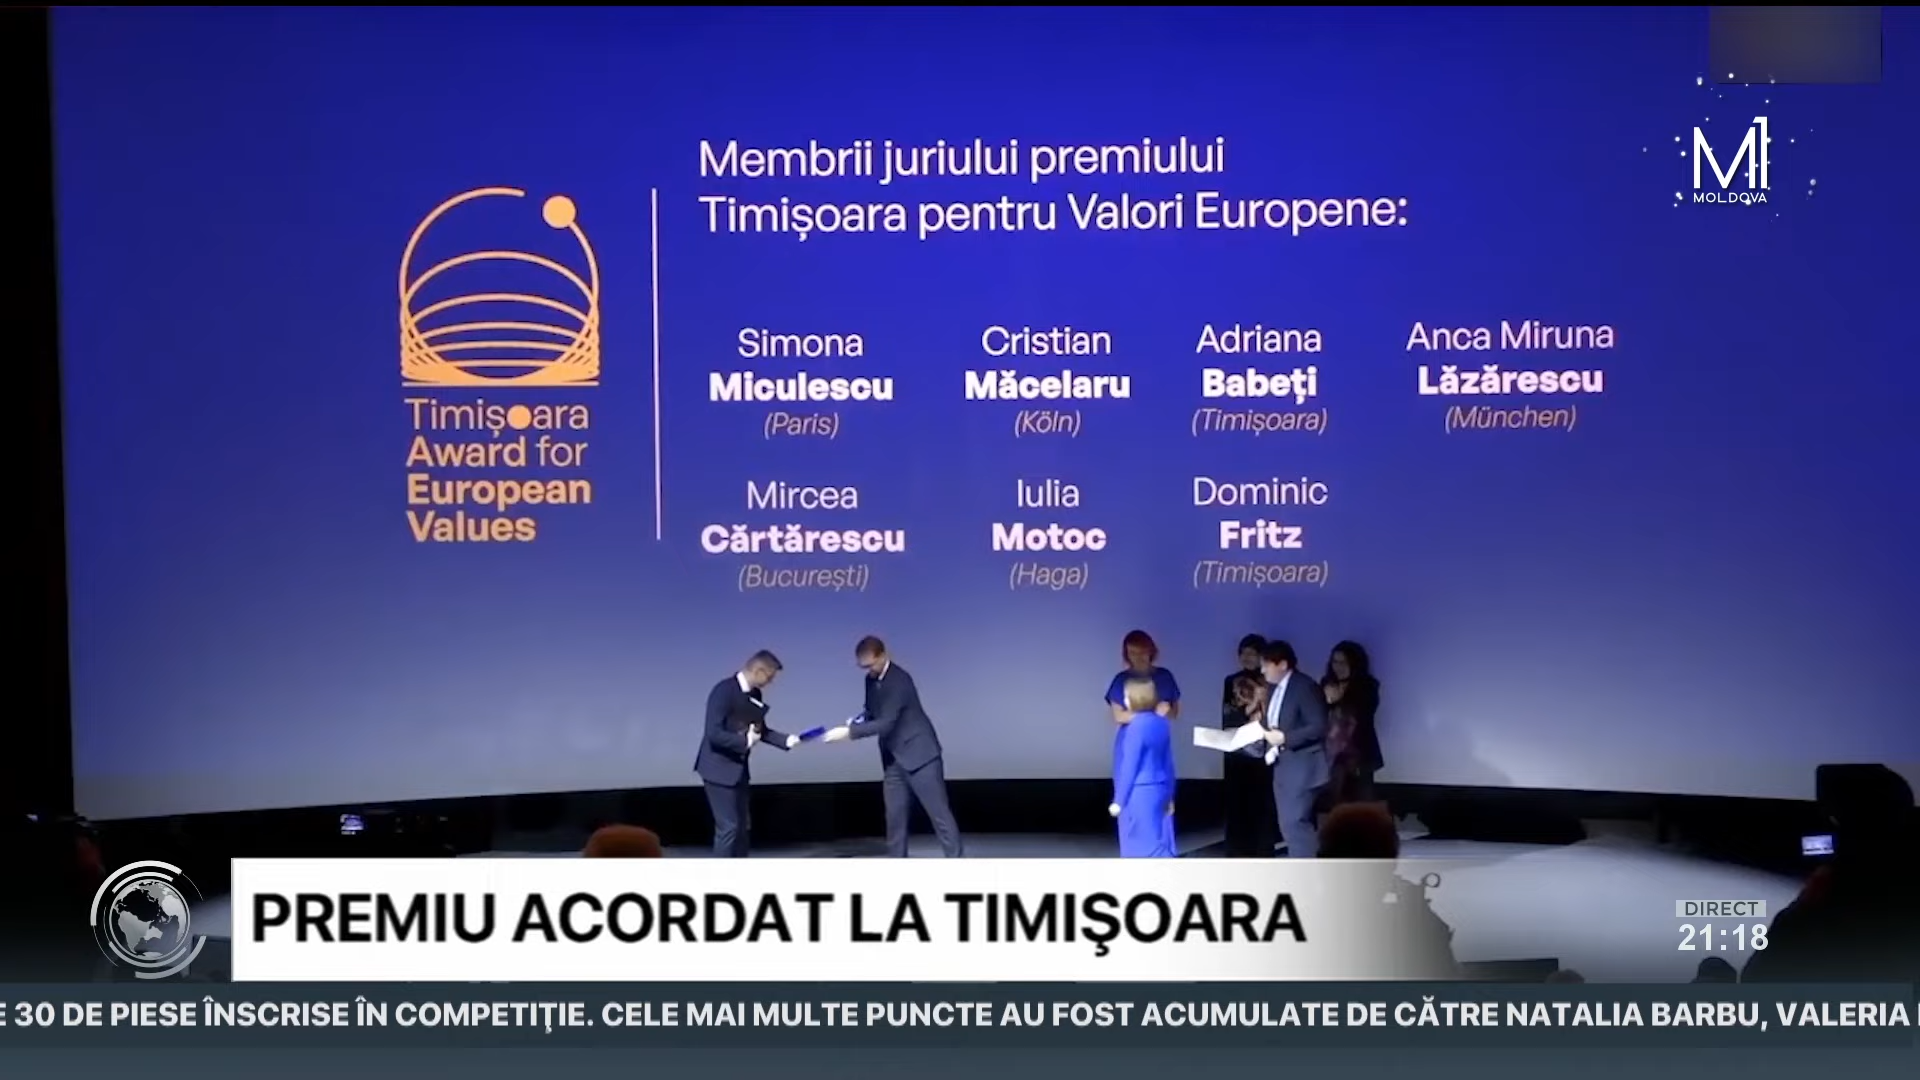 Membrii juriului premiului
Timișoara pentru Valori Europene:
M1
MOLDOVA
Timișoara
Award for
European
Values
Simona
Miculescu
(Paris)
Cristian
Măcelaru
(Köln)
Adriana
Babeți
(Timișoara)
Anca Miruna
Lăzărescu
(München)
Mircea
Cărtărescu
(București)
Iulia
Motoc
(Haga)
Dominic
Fritz
(Timișoara)
PREMIU ACORDAT LA TIMIŞOARA
DIRECT
21:18
30 DE PIESE ÎNSCRISE ÎN COMPETIŢIE. CELE MAI MULTE PUNCTE AU FOST ACUMULATE DE CĂTRE NATALIA BARBU, VALERIA